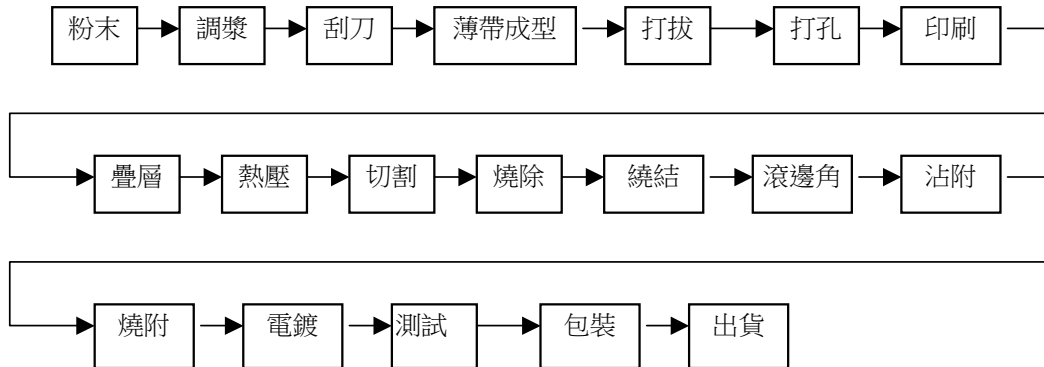 粉末 調漿 刮刀 薄帶成型 打拔 打孔 印刷
疊層 熱壓 切割 燒除 繞結 滾邊角 沾附
燒附 電鍍 測試 包裝 出貨